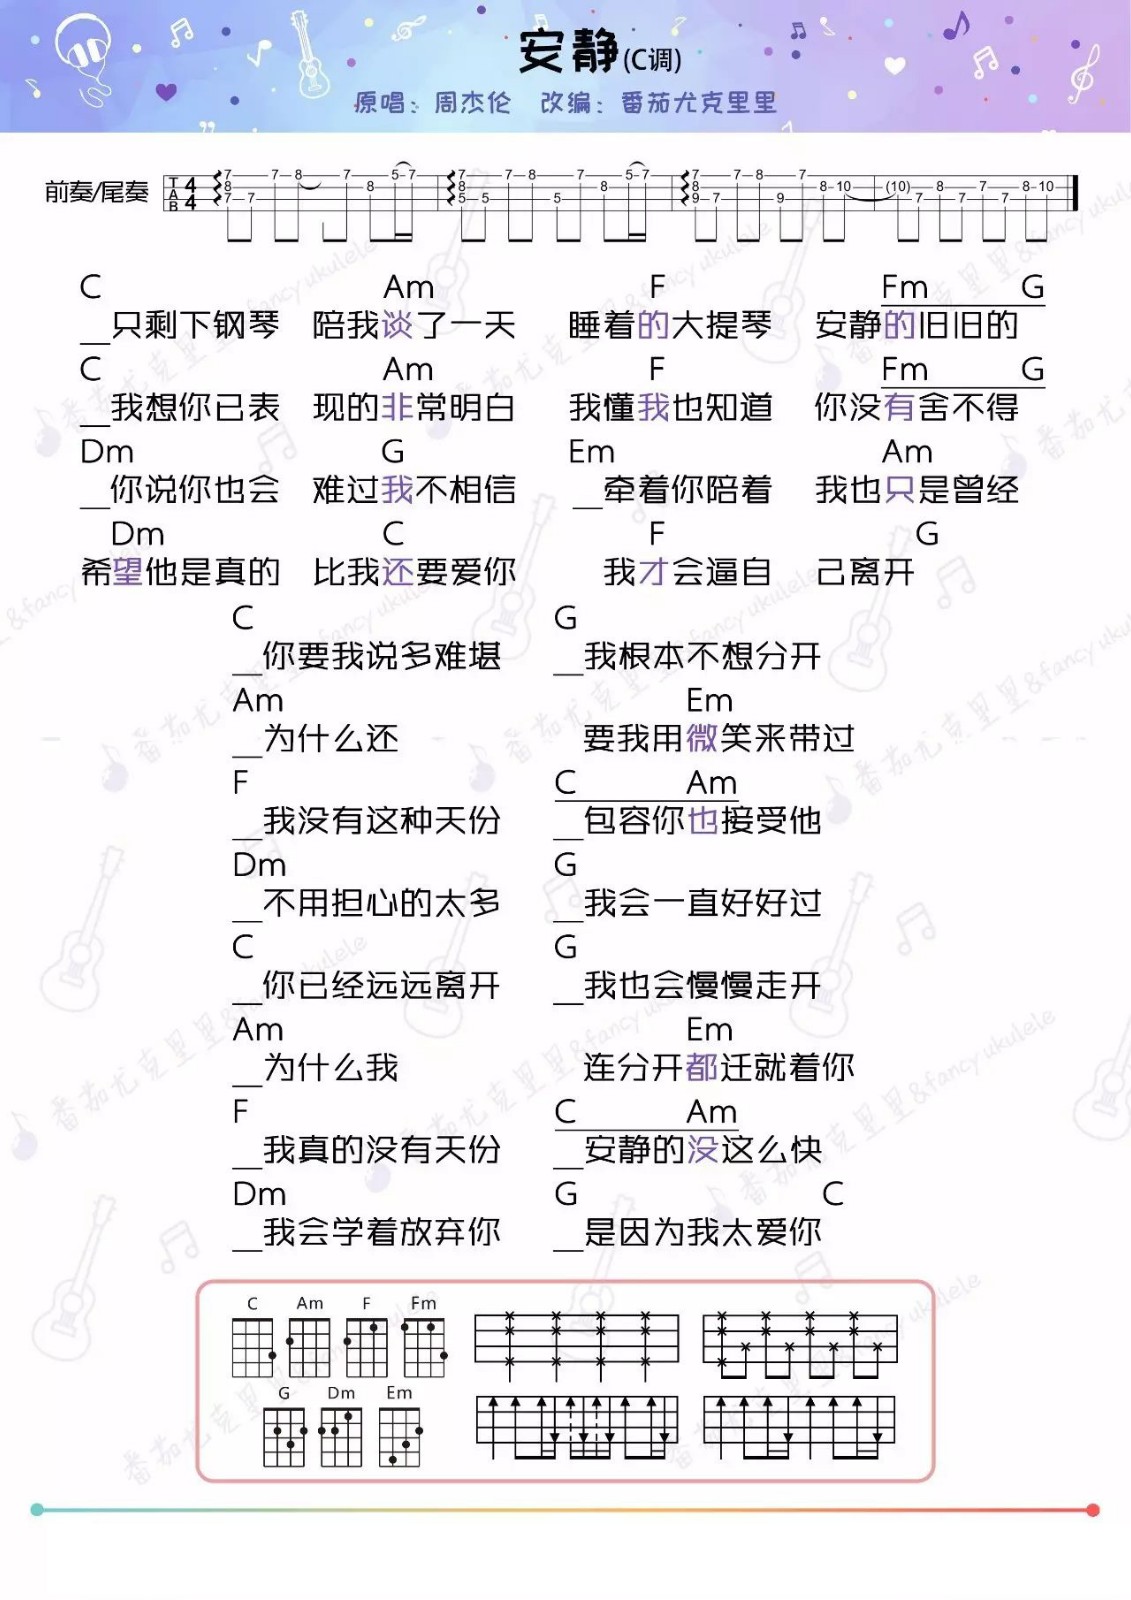 安静(C调)
原唱：周杰伦 改编：番茄尤克里里
前奏/尾奏
C Am F Fm G
__只剩下钢琴 陪我谈了一天 睡着的大提琴 安静的旧旧的
C Am F Fm G
__我想你已表 现的非常明白 我懂我也知道 你没有舍不得
Dm G Em Am
__你说你也会 难过我不相信 __牵着你陪着 我也只是曾经
Dm C F G
希望他是真的 比我还要爱你 我才会逼自 己离开
C G
__你要我说多难堪 __我根本不想分开
Am Em
__为什么还 要我用微笑来带过
F C Am
__我没有这种天份 __包容你也接受他
Dm G
__不用担心的太多 __我会一直好好过
C G
__你已经远远离开 __我也会慢慢走开
Am Em
__为什么我 连分开都迁就着你
F C Am
__我真的没有天份 __安静的没这么快
Dm G C
__我会学着放弃你 __是因为我太爱你
C Am F Fm
G Dm Em